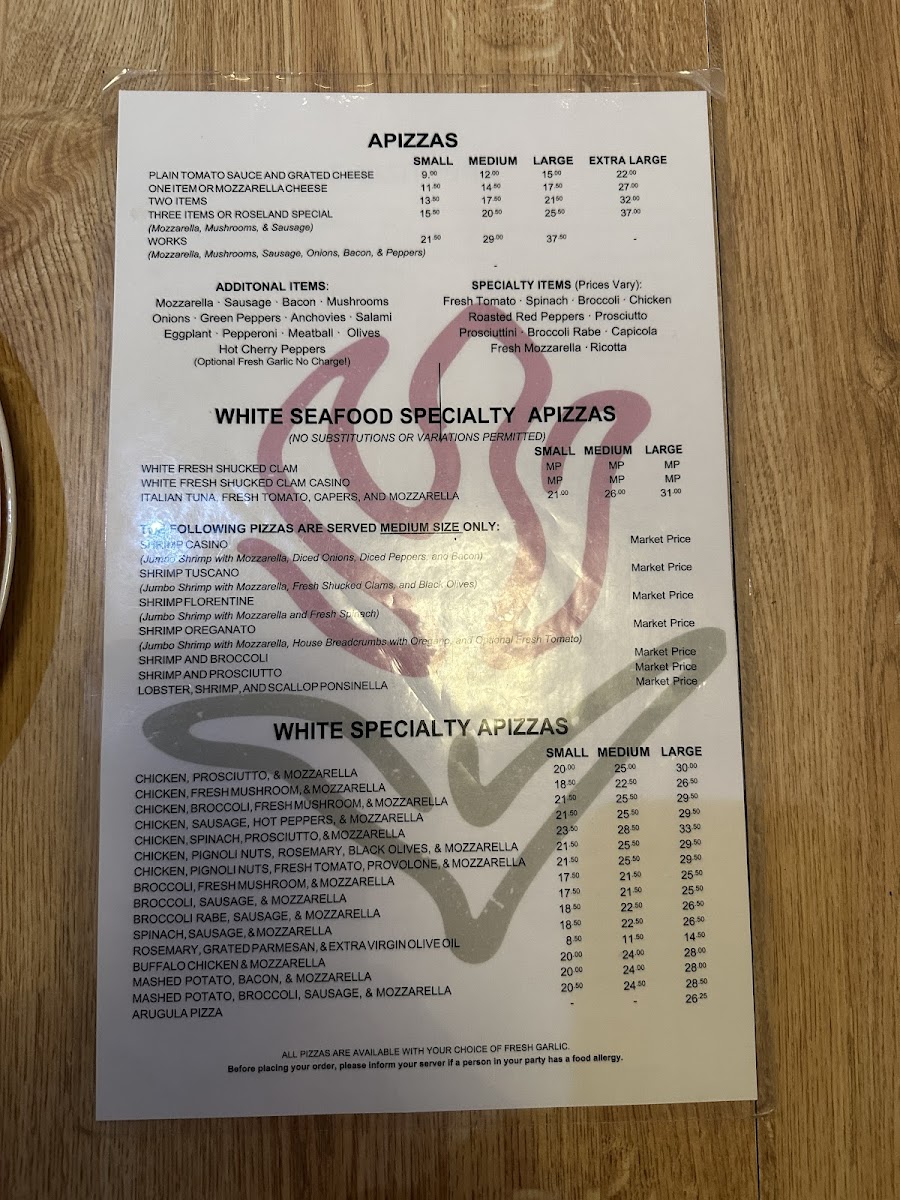 APIZZAS
SMALL MEDIUM LARGE EXTRA LARGE
PLAIN TOMATO SAUCE AND GRATED CHEESE 9.00 12.00 15.00 22.00
ONE ITEM OR MOZZARELLA CHEESE 11.50 14.50 17.50 27.00
TWO ITEMS 13.50 17.50 21.50 32.00
THREE ITEMS OR ROSELAND SPECIAL 15.50 20.50 25.50 37.00
(Mozzarella, Mushrooms, & Sausage)
WORKS 21.50 29.00 37.50 -
(Mozzarella, Mushrooms, Sausage, Onions, Bacon, & Peppers)
-
ADDITONAL ITEMS:
Mozzarella · Sausage · Bacon · Mushrooms
Onions · Green Peppers · Anchovies · Salami
Eggplant · Pepperoni · Meatball · Olives
Hot Cherry Peppers
(Optional Fresh Garlic No Charge!)
SPECIALTY ITEMS (Prices Vary):
Fresh Tomato · Spinach · Broccoli · Chicken
Roasted Red Peppers · Prosciutto
Prosciuttini · Broccoli Rabe · Capicola
Fresh Mozzarella · Ricotta
WHITE SEAFOOD SPECIALTY APIZZAS
(NO SUBSTITUTIONS OR VARIATIONS PERMITTED)
SMALL MEDIUM LARGE
WHITE FRESH SHUCKED CLAM MP MP MP
WHITE FRESH SHUCKED CLAM CASINO MP MP MP
ITALIAN TUNA, FRESH TOMATO, CAPERS, AND MOZZARELLA 21.00 26.00 31.00
THE FOLLOWING PIZZAS ARE SERVED MEDIUM SIZE ONLY:
SHRIMP CASINO Market Price
(Jumbo Shrimp with Mozzarella, Diced Onions, Diced Peppers, and Bacon)
SHRIMP TUSCANO Market Price
(Jumbo Shrimp with Mozzarella, Fresh Shucked Clams, and Black Olives)
SHRIMP FLORENTINE Market Price
(Jumbo Shrimp with Mozzarella and Fresh Spinach)
SHRIMP OREGANATO Market Price
(Jumbo Shrimp with Mozzarella, House Breadcrumbs with Oregano, and Optional Fresh Tomato)
SHRIMP AND BROCCOLI Market Price
SHRIMP AND PROSCIUTTO Market Price
LOBSTER, SHRIMP, AND SCALLOP PONSINELLA Market Price
WHITE SPECIALTY APIZZAS
SMALL MEDIUM LARGE
CHICKEN, PROSCIUTTO, & MOZZARELLA 20.00 25.00 30.00
CHICKEN, FRESH MUSHROOM, & MOZZARELLA 18.50 22.50 26.50
CHICKEN, BROCCOLI, FRESH MUSHROOM, & MOZZARELLA 21.50 25.50 29.50
CHICKEN, SAUSAGE, HOT PEPPERS, & MOZZARELLA 21.50 25.50 29.50
CHICKEN, SPINACH, PROSCIUTTO, & MOZZARELLA 23.50 28.50 33.50
CHICKEN, PIGNOLI NUTS, ROSEMARY, BLACK OLIVES, & MOZZARELLA 21.50 25.50 29.50
CHICKEN, PIGNOLI NUTS, FRESH TOMATO, PROVOLONE, & MOZZARELLA 21.50 25.50 29.50
BROCCOLI, FRESH MUSHROOM, & MOZZARELLA 17.50 21.50 25.50
BROCCOLI, SAUSAGE, & MOZZARELLA 17.50 21.50 25.50
BROCCOLI RABE, SAUSAGE, & MOZZARELLA 18.50 22.50 26.50
SPINACH, SAUSAGE, & MOZZARELLA 18.50 22.50 26.50
ROSEMARY, GRATED PARMESAN, & EXTRA VIRGIN OLIVE OIL 8.50 11.50 14.50
BUFFALO CHICKEN & MOZZARELLA 20.00 24.00 28.00
MASHED POTATO, BACON, & MOZZARELLA 20.00 24.00 28.00
MASHED POTATO, BROCCOLI, SAUSAGE, & MOZZARELLA 20.50 24.50 28.50
ARUGULA PIZZA - - 26.25
ALL PIZZAS ARE AVAILABLE WITH YOUR CHOICE OF FRESH GARLIC.
Before placing your order, please inform your server if a person in your party has a food allergy.